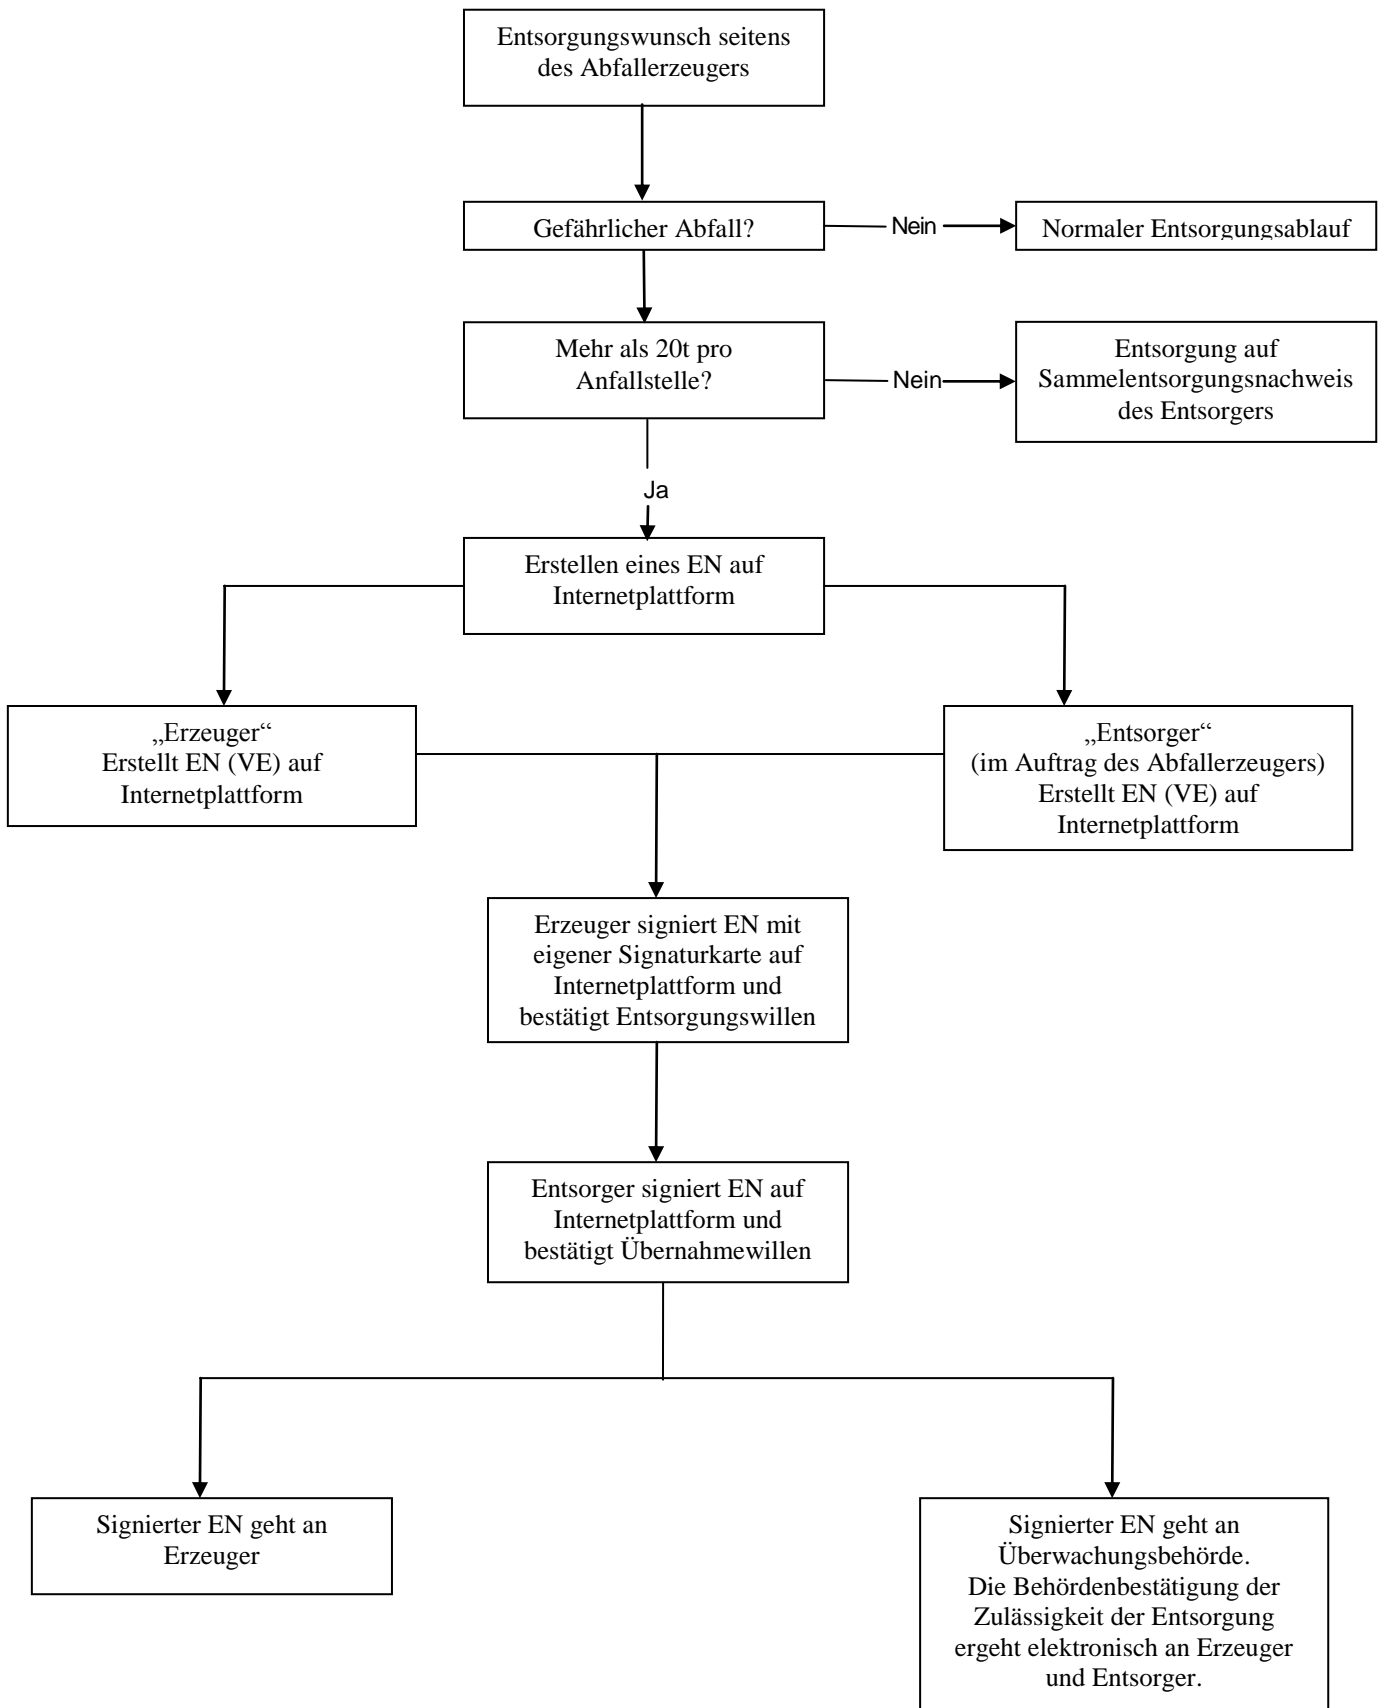 Entsorgungswunsch seitens
des Abfallerzeugers
Gefährlicher Abfall?
Nein
Normaler Entsorgungsablauf
Mehr als 20t pro
Anfallstelle?
Nein
Entsorgung auf
Sammelentsorgungsnachweis
des Entsorgers
Ja
Erstellen eines EN auf
Internetplattform
„Erzeuger“
Erstellt EN (VE) auf
Internetplattform
„Entsorger“
(im Auftrag des Abfallerzeugers)
Erstellt EN (VE) auf
Internetplattform
Erzeuger signiert EN mit
eigener Signaturkarte auf
Internetplattform und
bestätigt Entsorgungswillen
Entsorger signiert EN auf
Internetplattform und
bestätigt Übernahmewillen
Signierter EN geht an
Erzeuger
Signierter EN geht an
Überwachungsbehörde.
Die Behördenbestätigung der
Zulässigkeit der Entsorgung
ergeht elektronisch an Erzeuger
und Entsorger.